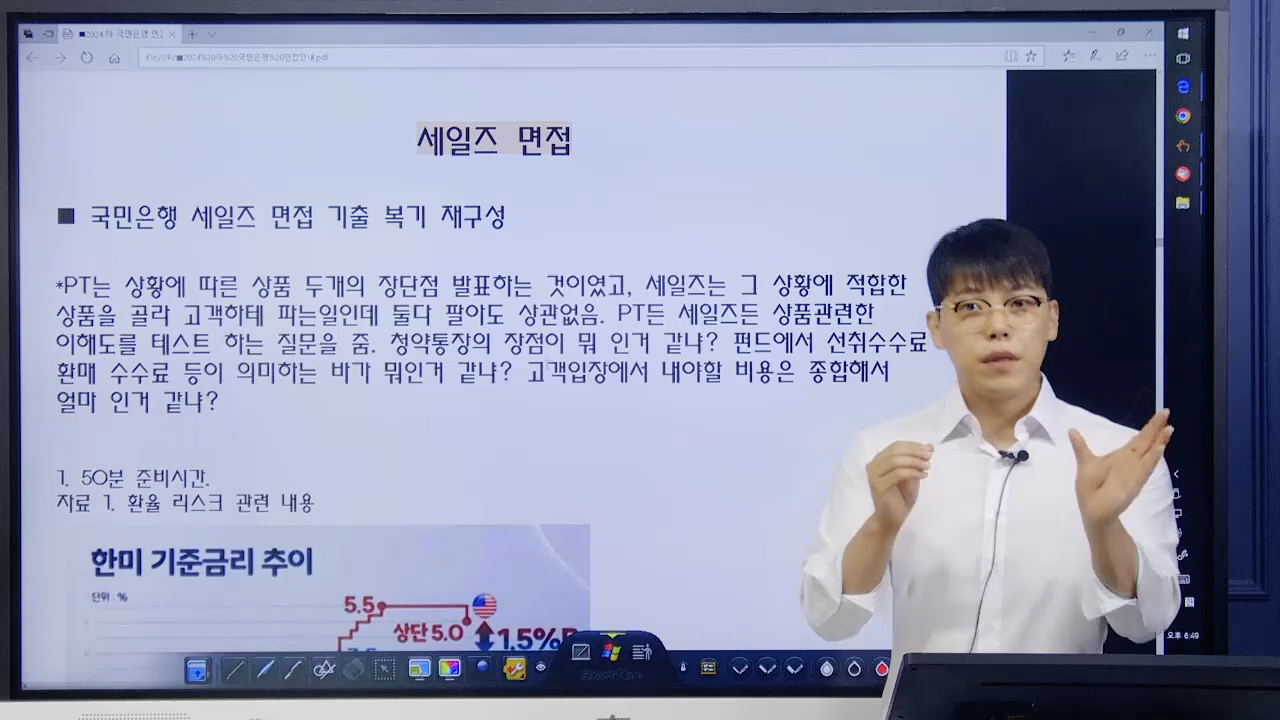 세일즈 면접
■ 국민은행 세일즈 면접 기출 복기 재구성
*PT는 상황에 따른 상품 두개의 장단점 발표하는 것이였고, 세일즈는 그 상황에 적합한
상품을 골라 고객하테 파는일인데 둘다 팔아도 상관없음. PT든 세일즈든 상품관련한
이해도를 테스트 하는 질문을 줌. 청약통장의 장점이 뭐 인거 같냐? 펀드에서 선취수수료
환매 수수료 등이 의미하는 바가 뭐인거 같냐? 고객입장에서 내야할 비용은 종합해서
얼마 인거 같냐?
1. 50분 준비시간.
자료 1. 환율 리스크 관련 내용
한미 기준금리 추이
단위 %
5.5
상단 5.0
1.5%
오후 6:49